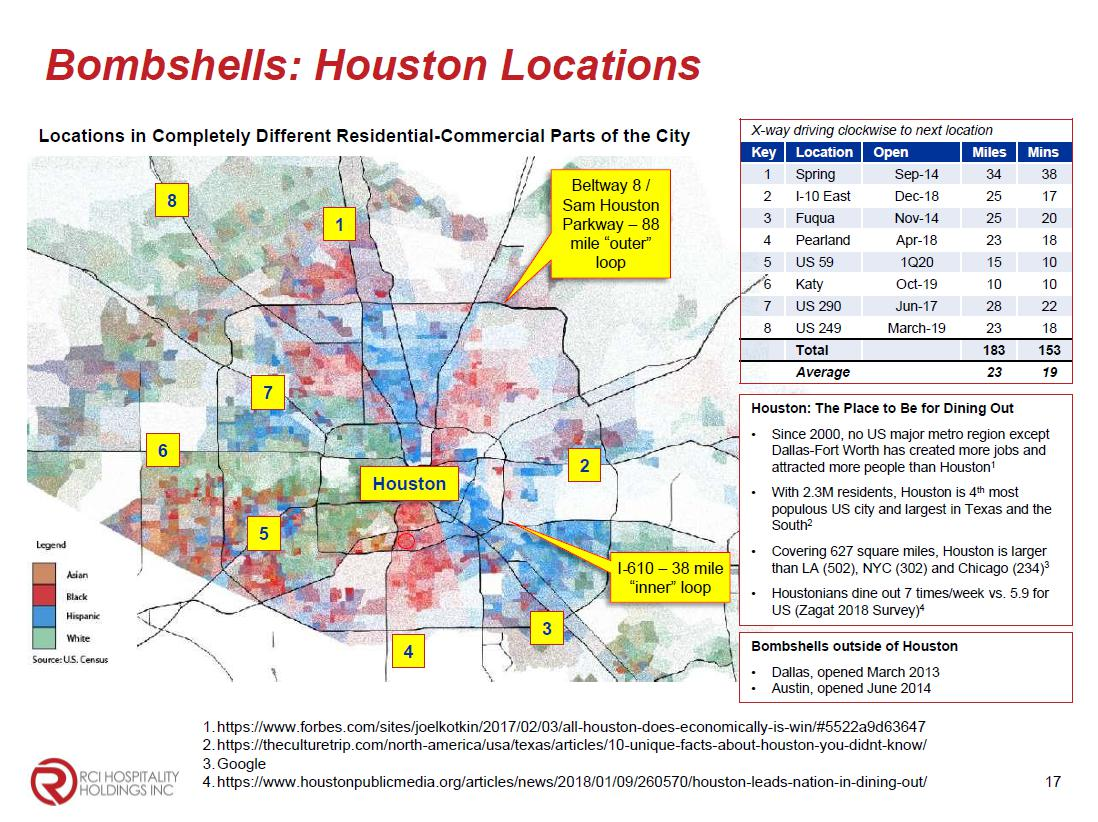 Bombshells: Houston Locations
Locations in Completely Different Residential-Commercial Parts of the City
8
1
Beltway 8 /
Sam Houston
Parkway – 88
mile “outer”
loop
7
6
2
Houston
5
I-610 – 38 mile
“inner” loop
3
4
Legend
Asian
Black
Hispanic
White
Source: U.S. Census
X-way driving clockwise to next location
Key Location Open Miles Mins
1 Spring Sep-14 34 38
2 I-10 East Dec-18 25 17
3 Fuqua Nov-14 25 20
4 Pearland Apr-18 23 18
5 US 59 1Q20 15 10
6 Katy Oct-19 10 10
7 US 290 Jun-17 28 22
8 US 249 March-19 23 18
Total 183 153
Average 23 19
Houston: The Place to Be for Dining Out
• Since 2000, no US major metro region except
Dallas-Fort Worth has created more jobs and
attracted more people than Houston¹
• With 2.3M residents, Houston is 4th most
populous US city and largest in Texas and the
South²
• Covering 627 square miles, Houston is larger
than LA (502), NYC (302) and Chicago (234)³
• Houstonians dine out 7 times/week vs. 5.9 for
US (Zagat 2018 Survey)⁴
Bombshells outside of Houston
• Dallas, opened March 2013
• Austin, opened June 2014
1. https://www.forbes.com/sites/joelkotkin/2017/02/03/all-houston-does-economically-is-win/#5522a9d63647
2. https://theculturetrip.com/north-america/usa/texas/articles/10-unique-facts-about-houston-you-didnt-know/
3. Google
4. https://www.houstonpublicmedia.org/articles/news/2018/01/09/260570/houston-leads-nation-in-dining-out/
RCI HOSPITALITY
HOLDINGS INC
17